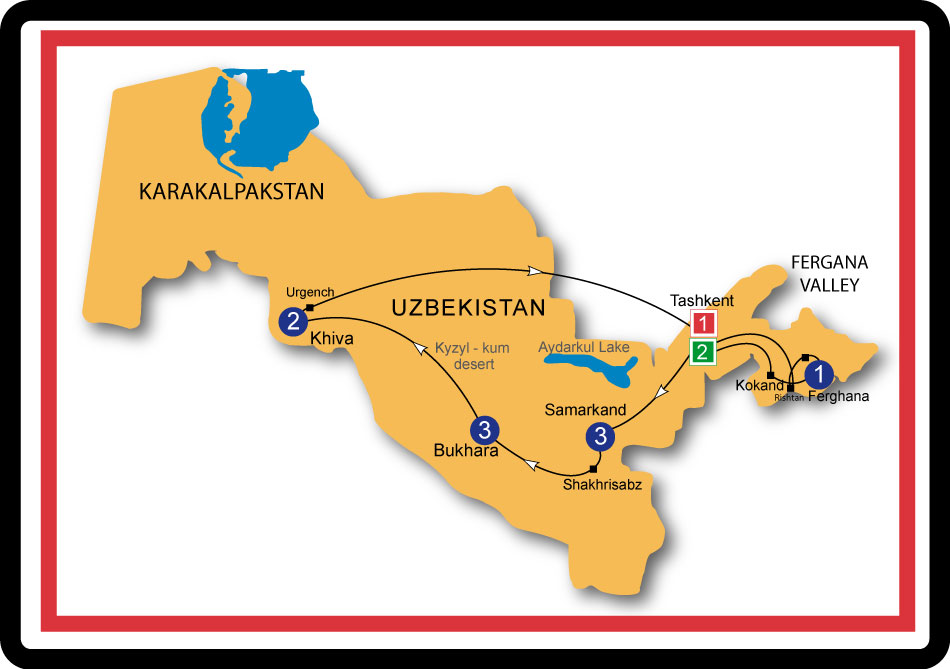 KARAKALPAKSTAN
FERGANA
VALLEY
Urgench
Tashkent
UZBEKISTAN
1
2
2
Khiva
Kyzyl - kum
desert
Aydarkul Lake
1
Kokand
Rishtan
Ferghana
Samarkand
3
3
Bukhara
Shakhrisabz